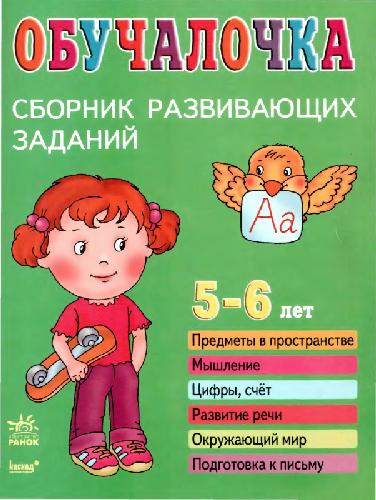 ОБУЧАЛОЧКА
СБОРНИК РАЗВИВАЮЩИХ
ЗАДАНИЙ
Аа
5-6 лет
Предметы в пространстве
Мышление
Цифры, счёт
Развитие речи
Окружающий мир
Подготовка к письму
РАНОК
каскад